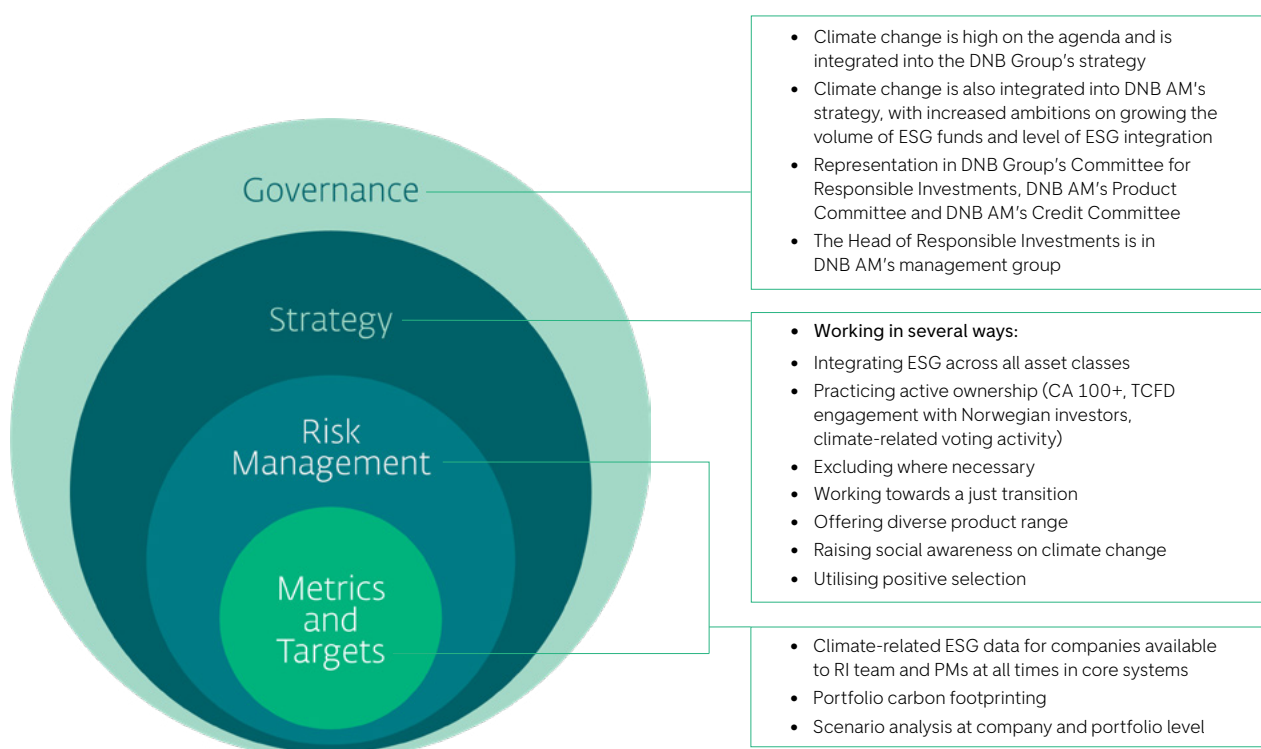 Governance
Strategy
Risk
Management
Metrics
and
Targets
• Climate change is high on the agenda and is
integrated into the DNB Group's strategy
• Climate change is also integrated into DNB AM's
strategy, with increased ambitions on growing the
volume of ESG funds and level of ESG integration
• Representation in DNB Group's Committee for
Responsible Investments, DNB AM's Product
Committee and DNB AM's Credit Committee
• The Head of Responsible Investments is in
DNB AM's management group
• Working in several ways:
• Integrating ESG across all asset classes
• Practicing active ownership (CA 100+, TCFD
engagement with Norwegian investors,
climate-related voting activity)
• Excluding where necessary
• Working towards a just transition
• Offering diverse product range
• Raising social awareness on climate change
• Utilising positive selection
• Climate-related ESG data for companies available
to RI team and PMs at all times in core systems
• Portfolio carbon footprinting
• Scenario analysis at company and portfolio level